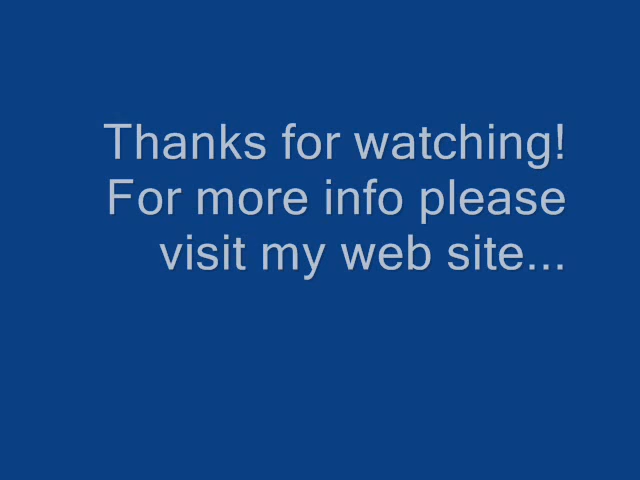 Thanks for watching!
For more info please
visit my web site...